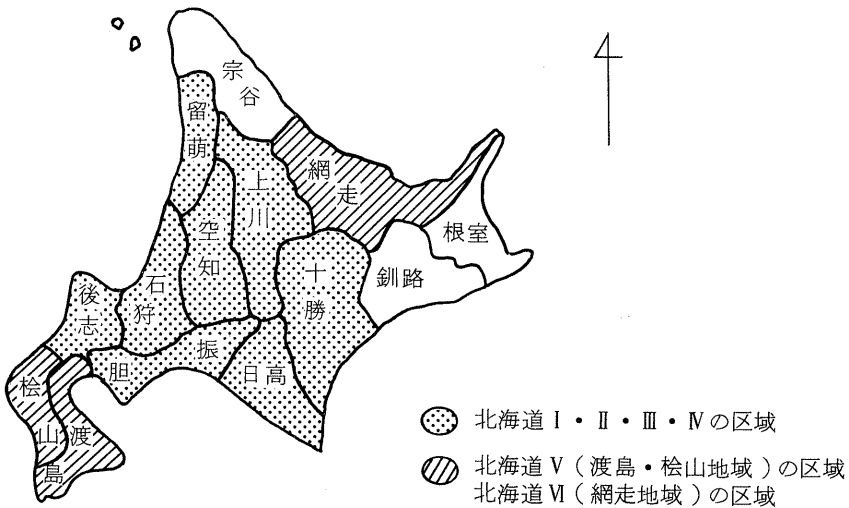 宗谷
留萌
上川
網走
根室
釧路
空知
十勝
石狩
後志
胆振
日高
桧山
渡島
北海道Ⅰ・Ⅱ・Ⅲ・Ⅳの区域
北海道Ⅴ(渡島・桧山地域)の区域
北海道Ⅵ(網走地域)の区域